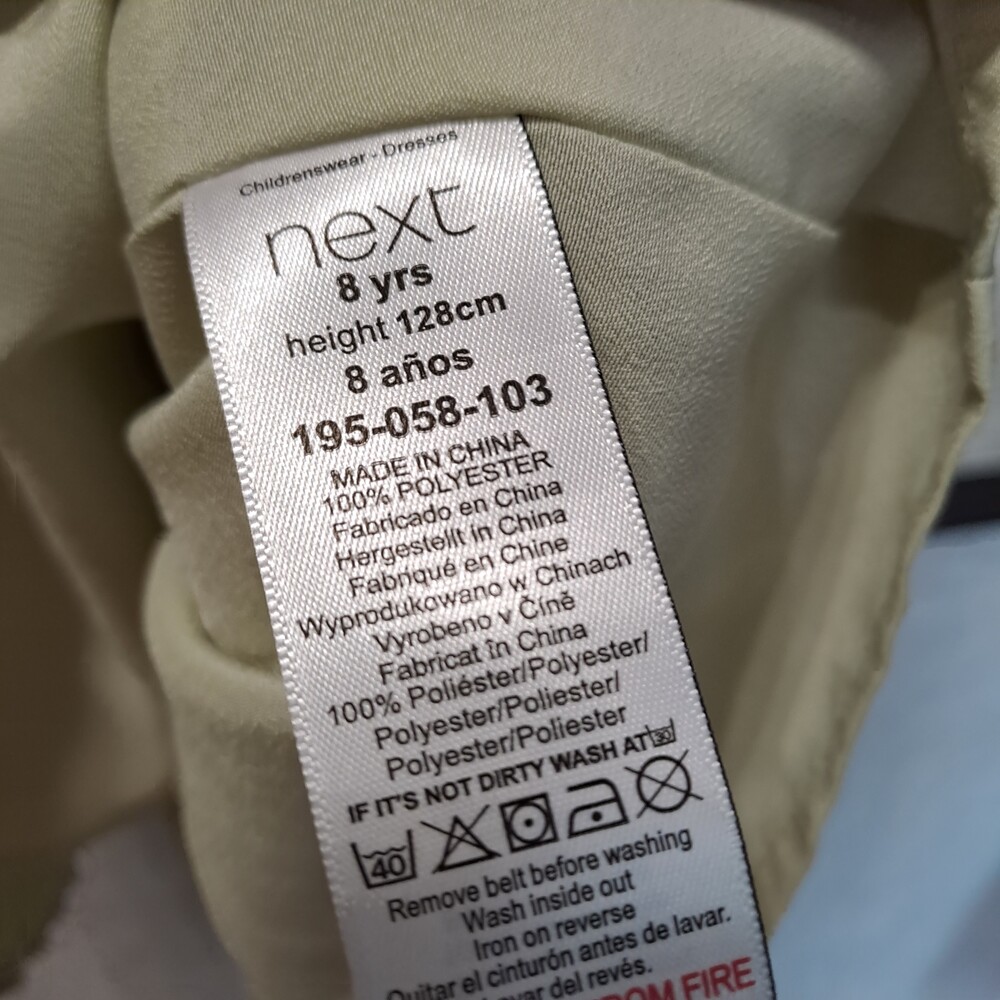 Childrenswear - Dresses
next
8 yrs
height 128cm
8 años
195-058-103
MADE IN CHINA
100% POLYESTER
Fabricado en China
Hergestellt in China
Fabriqué en Chine
Wyprodukowano w Chinach
Vyrobeno v Číně
Fabricat în China
100% Poliéster/Polyester/
Polyester/Poliester/
Polyester/Poliester
IF IT'S NOT DIRTY WASH AT 30
40
Remove belt before washing
Wash inside out
Iron on reverse
Quitar el cinturón antes de lavar.
del revés.
FIRE